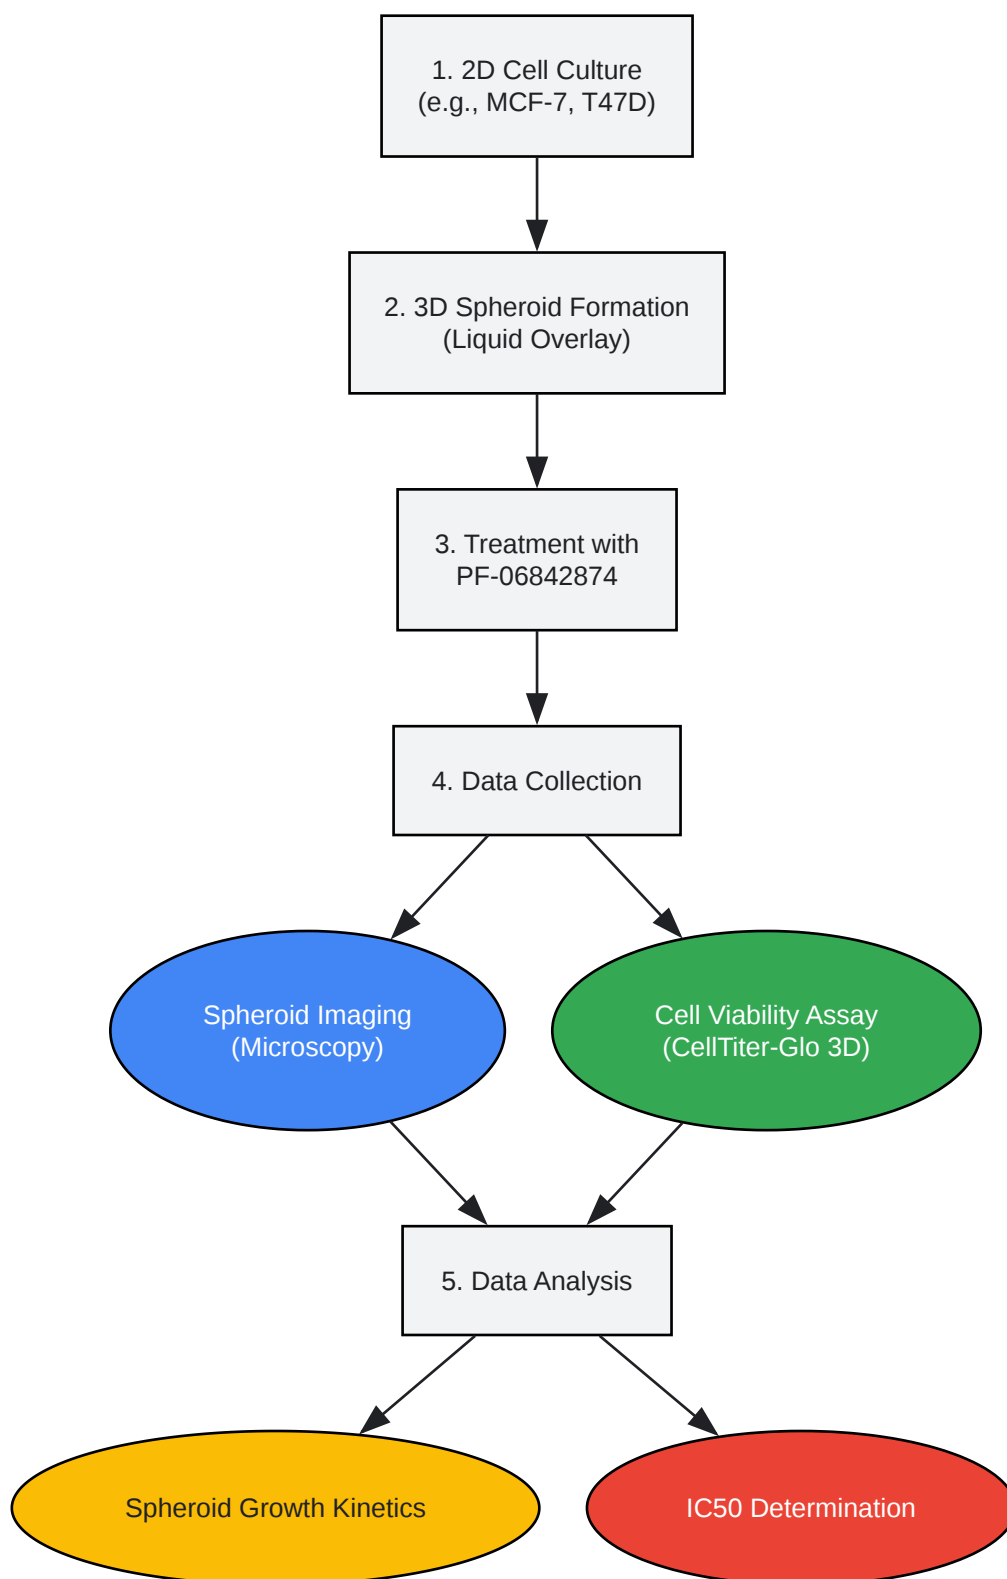 1. 2D Cell Culture
(e.g., MCF-7, T47D)
2. 3D Spheroid Formation
(Liquid Overlay)
3. Treatment with
PF-06842874
4. Data Collection
Spheroid Imaging
(Microscopy)
Cell Viability Assay
(CellTiter-Glo 3D)
5. Data Analysis
Spheroid Growth Kinetics
IC50 Determination